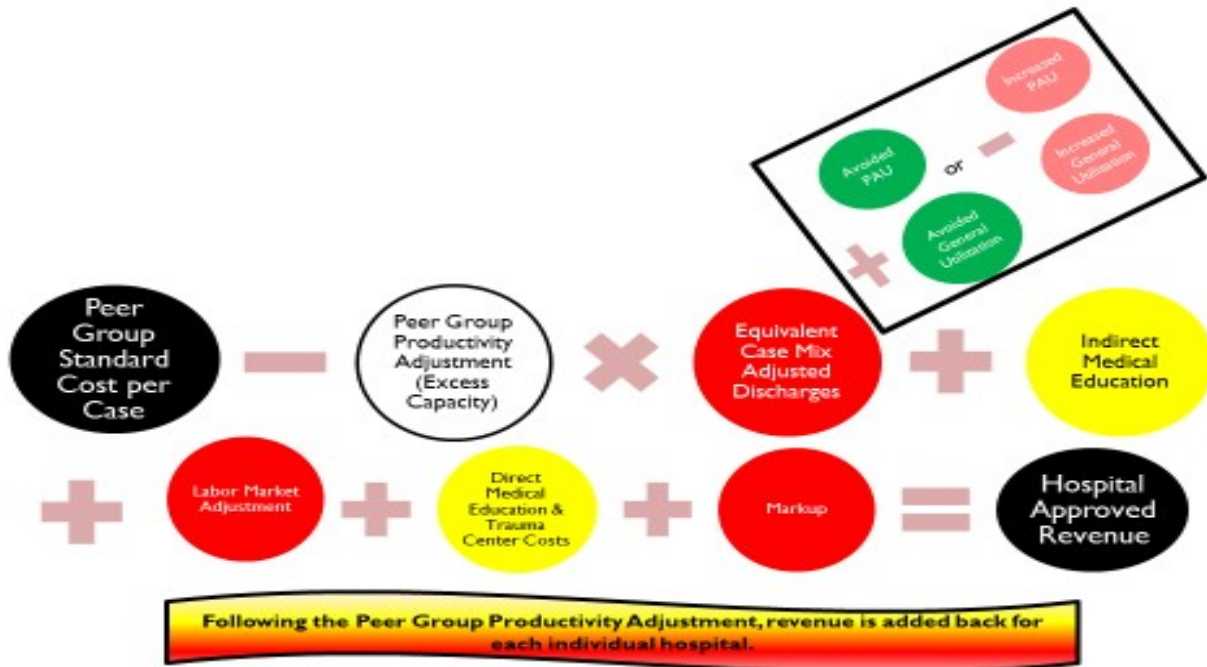 Increased
PAU
Avoided
PAU
or
Increased
General
Utilization
Avoided
General
Utilization
Peer
Group
Standard
Cost per
Case
Peer Group
Productivity
Adjustment
(Excess
Capacity)
Equivalent
Case Mix
Adjusted
Discharges
Indirect
Medical
Education
Labor Market
Adjustment
Direct
Medical
Education &
Trauma
Center Costs
Markup
Hospital
Approved
Revenue
Following the Peer Group Productivity Adjustment, revenue is added back for
each individual hospital.